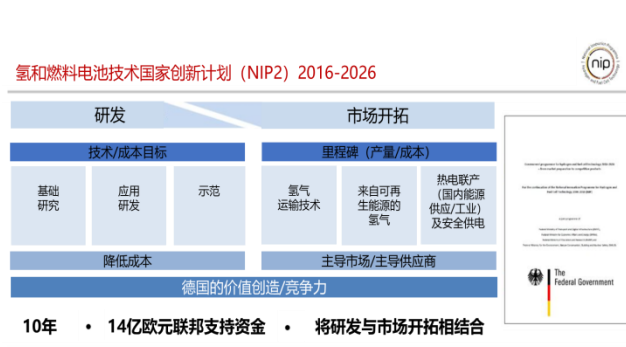 氢和燃料电池技术国家创新计划（NIP2）2016-2026
nip
研发
市场开拓
技术/成本目标
里程碑（产量/成本）
基础
研究
应用
研发
示范
氢气
运输技术
来自可再
生能源的
氢气
热电联产
（国内能源
供应/工业）
及安全供电
降低成本
主导市场/主导供应商
德国的价值创造/竞争力
The
Federal Government
10年 • 14亿欧元联邦支持资金 • 将研发与市场开拓相结合